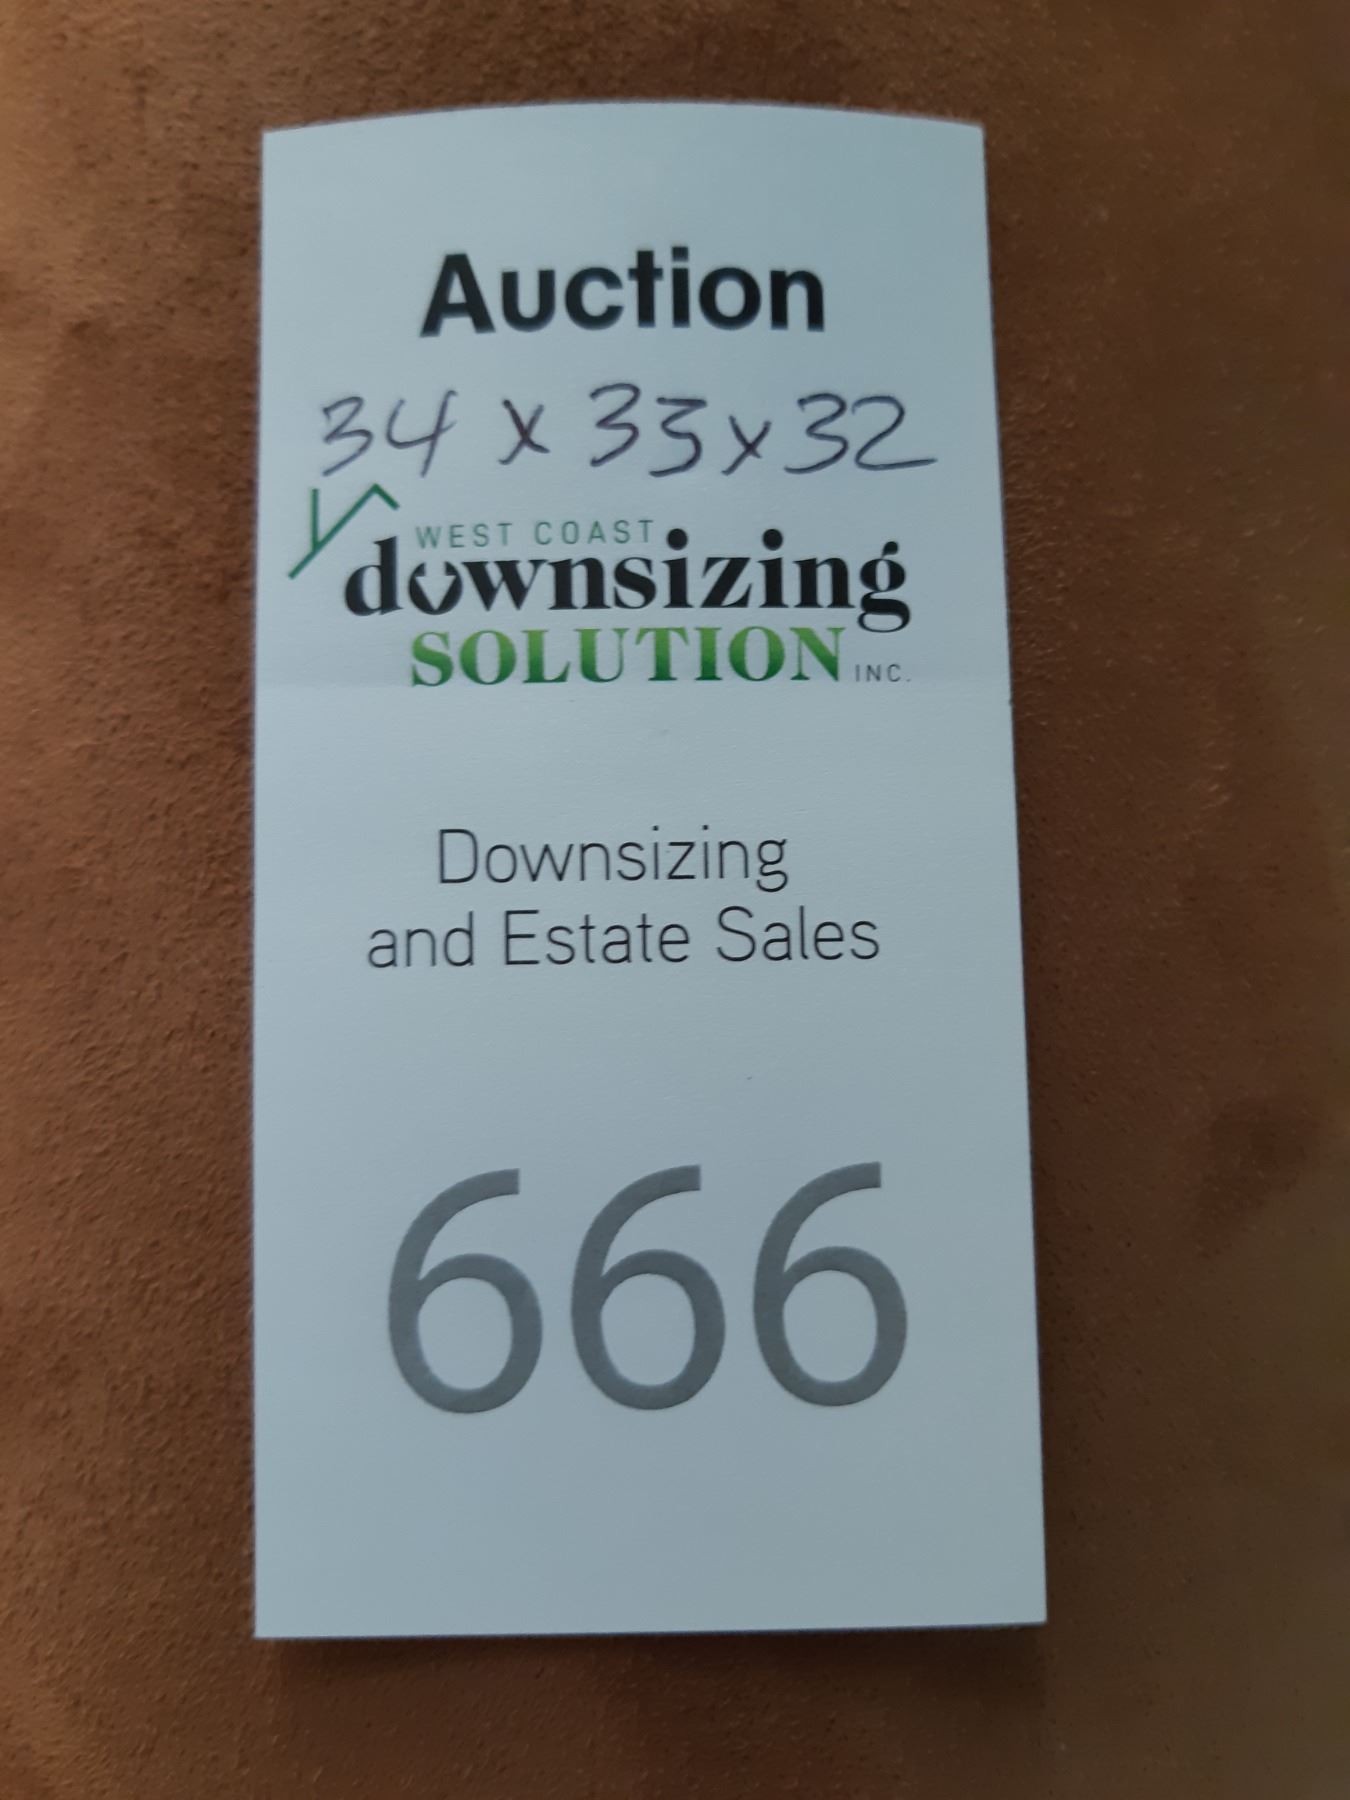 Auction
34 x 33 x 32
WEST COAST
downsizing
SOLUTION INC.
Downsizing
and Estate Sales
666